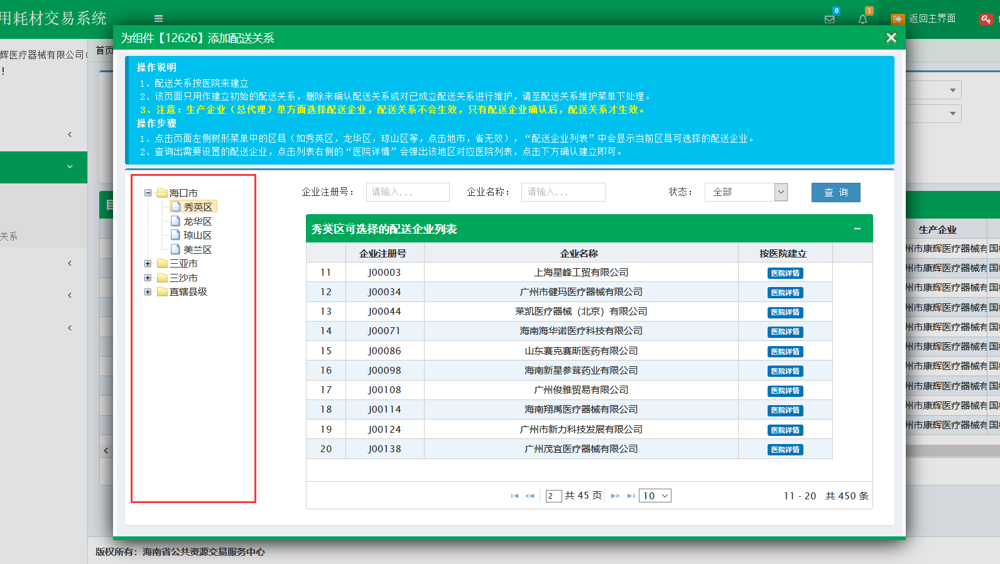 用耗材交易系统
0
1
返回主界面
辉医疗器械有限公司
!
首页
关系
为组件【12626】添加配送关系
操作说明
1、配送关系按医院未建立
2、该页面只用作建立初始的配送关系，删除未确认配送关系或对已成立配送关系进行维护，请至配送关系维护菜单下处理。
3、注意：生产企业（总代理）单方面选择配送企业，配送关系不会生效，只有配送企业确认后，配送关系才生效。
操作步骤
1、点击页面左侧树形菜单中的区县（如秀英区，龙华区，琼山区等，点击地市，省无效），“配送企业列表”中会显示当前区县可选择的配送企业。
2、查询出需要设置的配送企业，点击列表右侧的“医院详情”会弹出该地区对应医院列表，点击下方确认建立即可。
海口市
秀英区
龙华区
琼山区
美兰区
三亚市
三沙市
直辖县级
企业注册号： 请输入... 企业名称： 请输入... 状态： 全部 查 询
秀英区可选择的配送企业列表
企业注册号 企业名称 按医院建立
11 J00003 上海星峰工贸有限公司 医院详情
12 J00034 广州市健玛医疗器械有限公司 医院详情
13 J00044 莱凯医疗器械（北京）有限公司 医院详情
14 J00071 海南海华诺医疗科技有限公司 医院详情
15 J00086 山东赛克赛斯医药有限公司 医院详情
16 J00098 海南新星参茸药业有限公司 医院详情
17 J00108 广州俊雅贸易有限公司 医院详情
18 J00114 海南翔禹医疗器械有限公司 医院详情
19 J00124 广州市新力科技发展有限公司 医院详情
20 J00138 广州茂宜医疗器械有限公司 医院详情
2 共 45 页 10 11 - 20 共 450 条
生产企业
州市康辉医疗器械有 国械
州市康辉医疗器械有 国械
州市康辉医疗器械有 国械
州市康辉医疗器械有 国械
州市康辉医疗器械有 国械
州市康辉医疗器械有 国械
州市康辉医疗器械有 国械
州市康辉医疗器械有 国械
州市康辉医疗器械有 国械
州市康辉医疗器械有 国械
版权所有：海南省公共资源交易服务中心